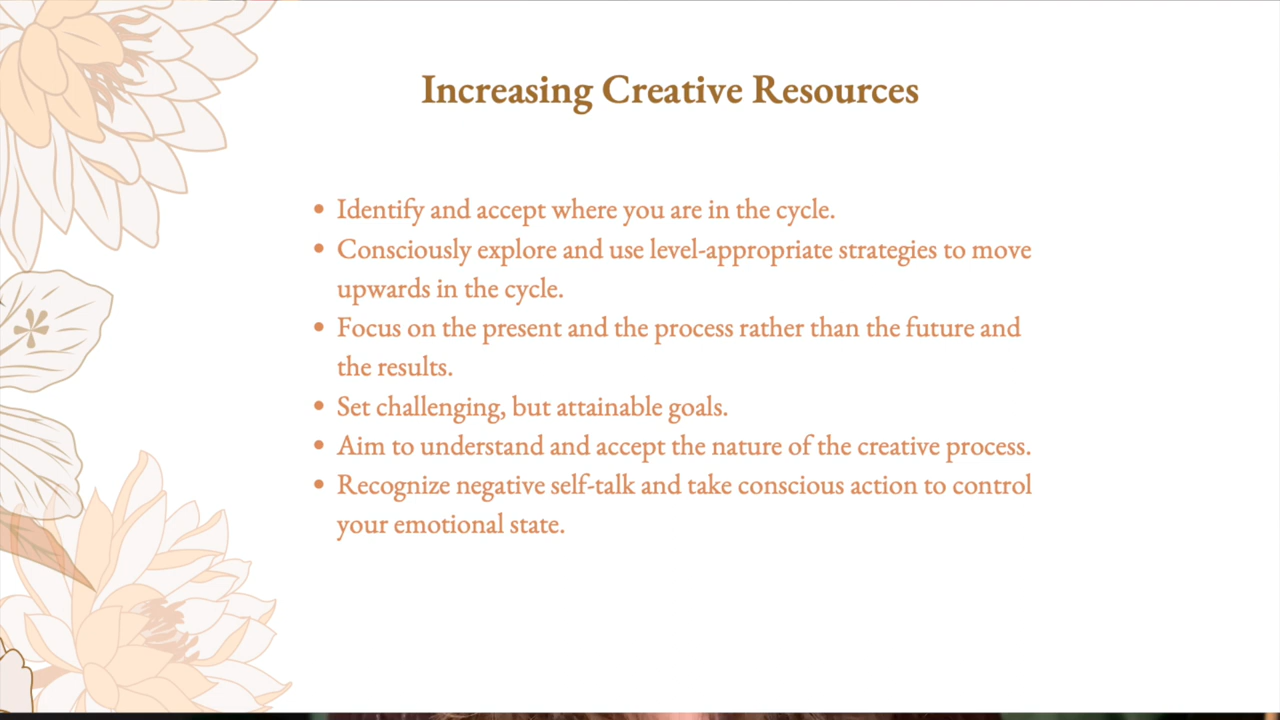 Increasing Creative Resources
• Identify and accept where you are in the cycle.
• Consciously explore and use level-appropriate strategies to move
upwards in the cycle.
• Focus on the present and the process rather than the future and
the results.
• Set challenging, but attainable goals.
• Aim to understand and accept the nature of the creative process.
• Recognize negative self-talk and take conscious action to control
your emotional state.